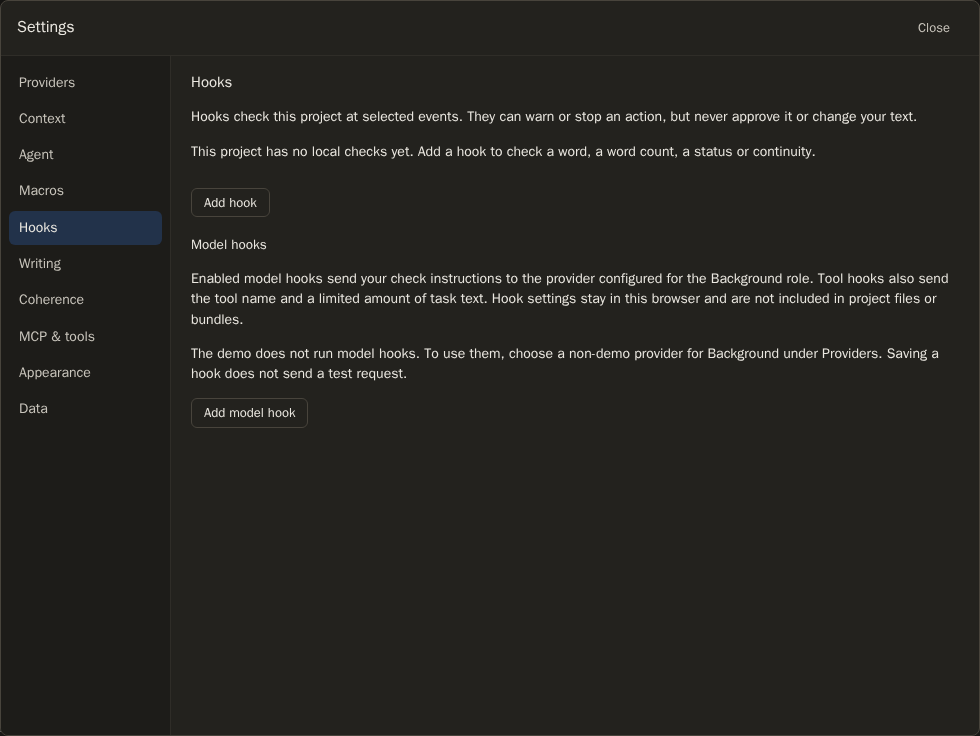 Settings
Close
Providers
Context
Agent
Macros
Hooks
Writing
Coherence
MCP & tools
Appearance
Data
Hooks
Hooks check this project at selected events. They can warn or stop an action, but never approve it or change your text.
This project has no local checks yet. Add a hook to check a word, a word count, a status or continuity.
Add hook
Model hooks
Enabled model hooks send your check instructions to the provider configured for the Background role. Tool hooks also send
the tool name and a limited amount of task text. Hook settings stay in this browser and are not included in project files or
bundles.
The demo does not run model hooks. To use them, choose a non-demo provider for Background under Providers. Saving a
hook does not send a test request.
Add model hook